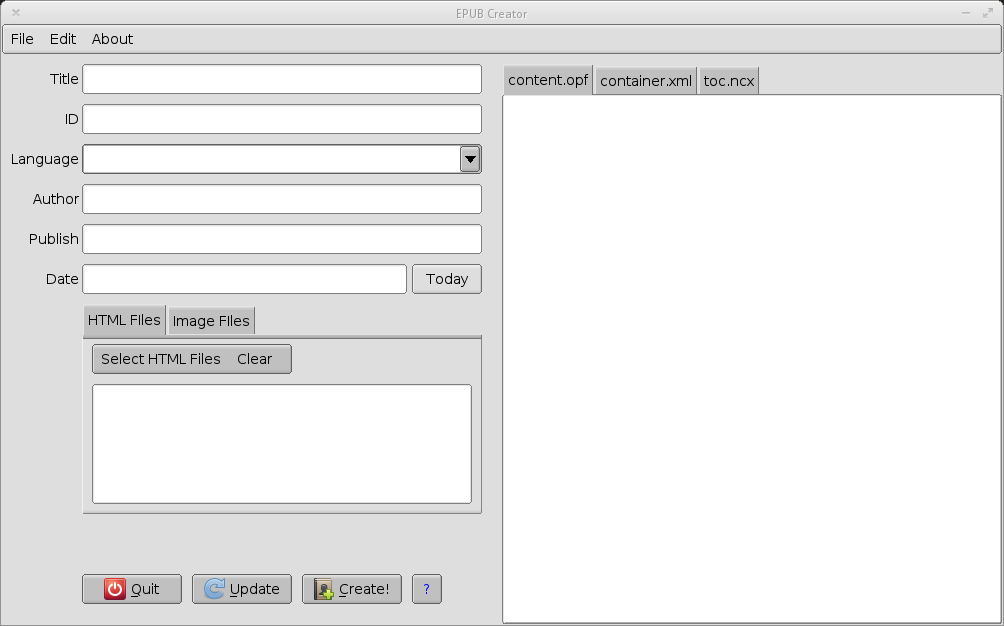 EPUB Creator
File Edit About
Title
ID
Language
Author
Publish
Date Today
HTML FIles Image FIles
Select HTML Files Clear
Quit Update Create! ?
content.opf container.xml toc.ncx